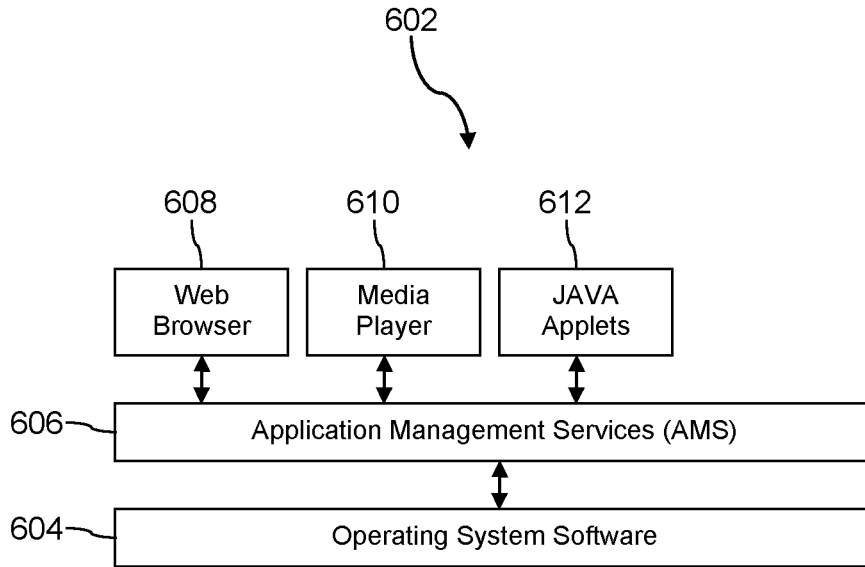 602
608
610
612
Web
Browser
Media
Player
JAVA
Applets
606
Application Management Services (AMS)
604
Operating System Software